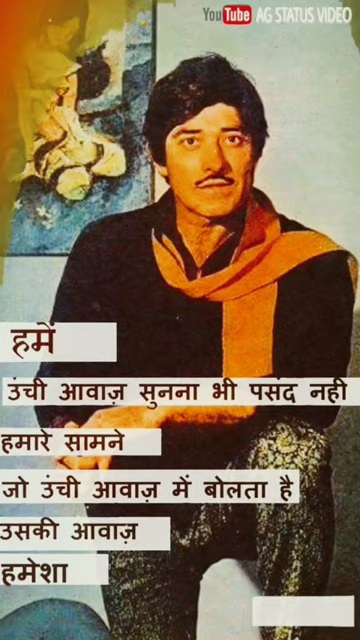 YouTube AG STATUS VIDEO
हमें
उंची आवाज़ सुनना भी पसंद नही
हमारे सामने
जो उंची आवाज़ में बोलता है
उसकी आवाज़
हमेशा